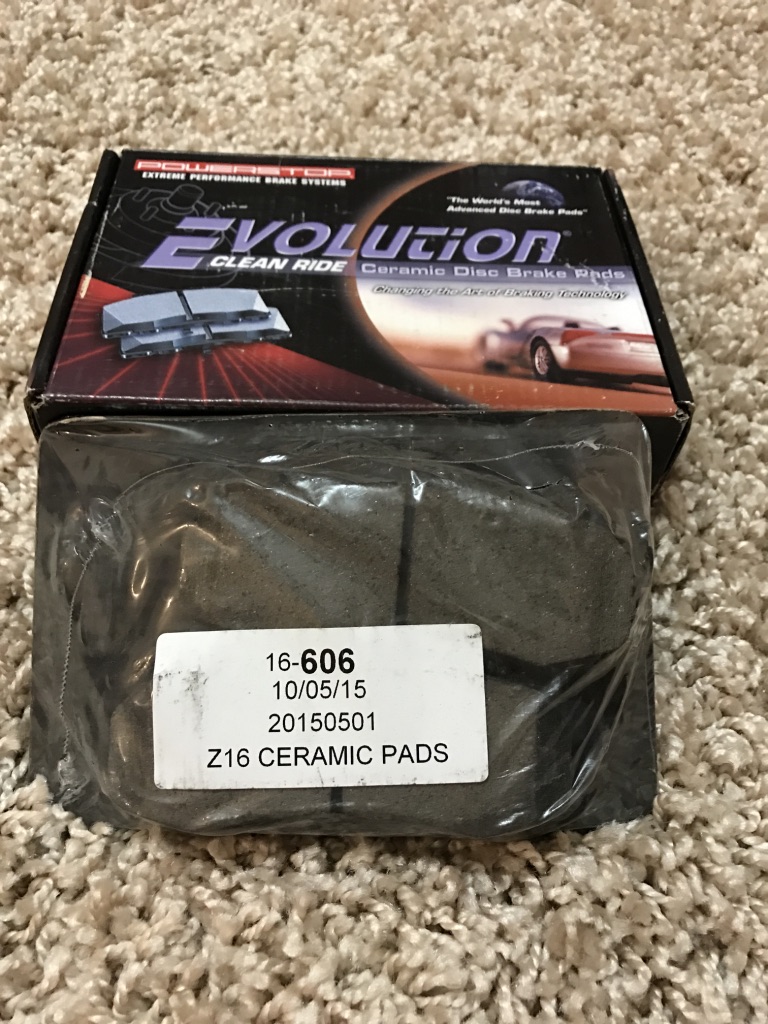 POWERSTOP
EXTREME PERFORMANCE BRAKE SYSTEMS
"The World's Most
Advanced Disc Brake Pads"
EVOLUTION®
CLEAN RIDE Ceramic Disc Brake Pads
Changing the Art of Braking Technology
16-606
10/05/15
20150501
Z16 CERAMIC PADS